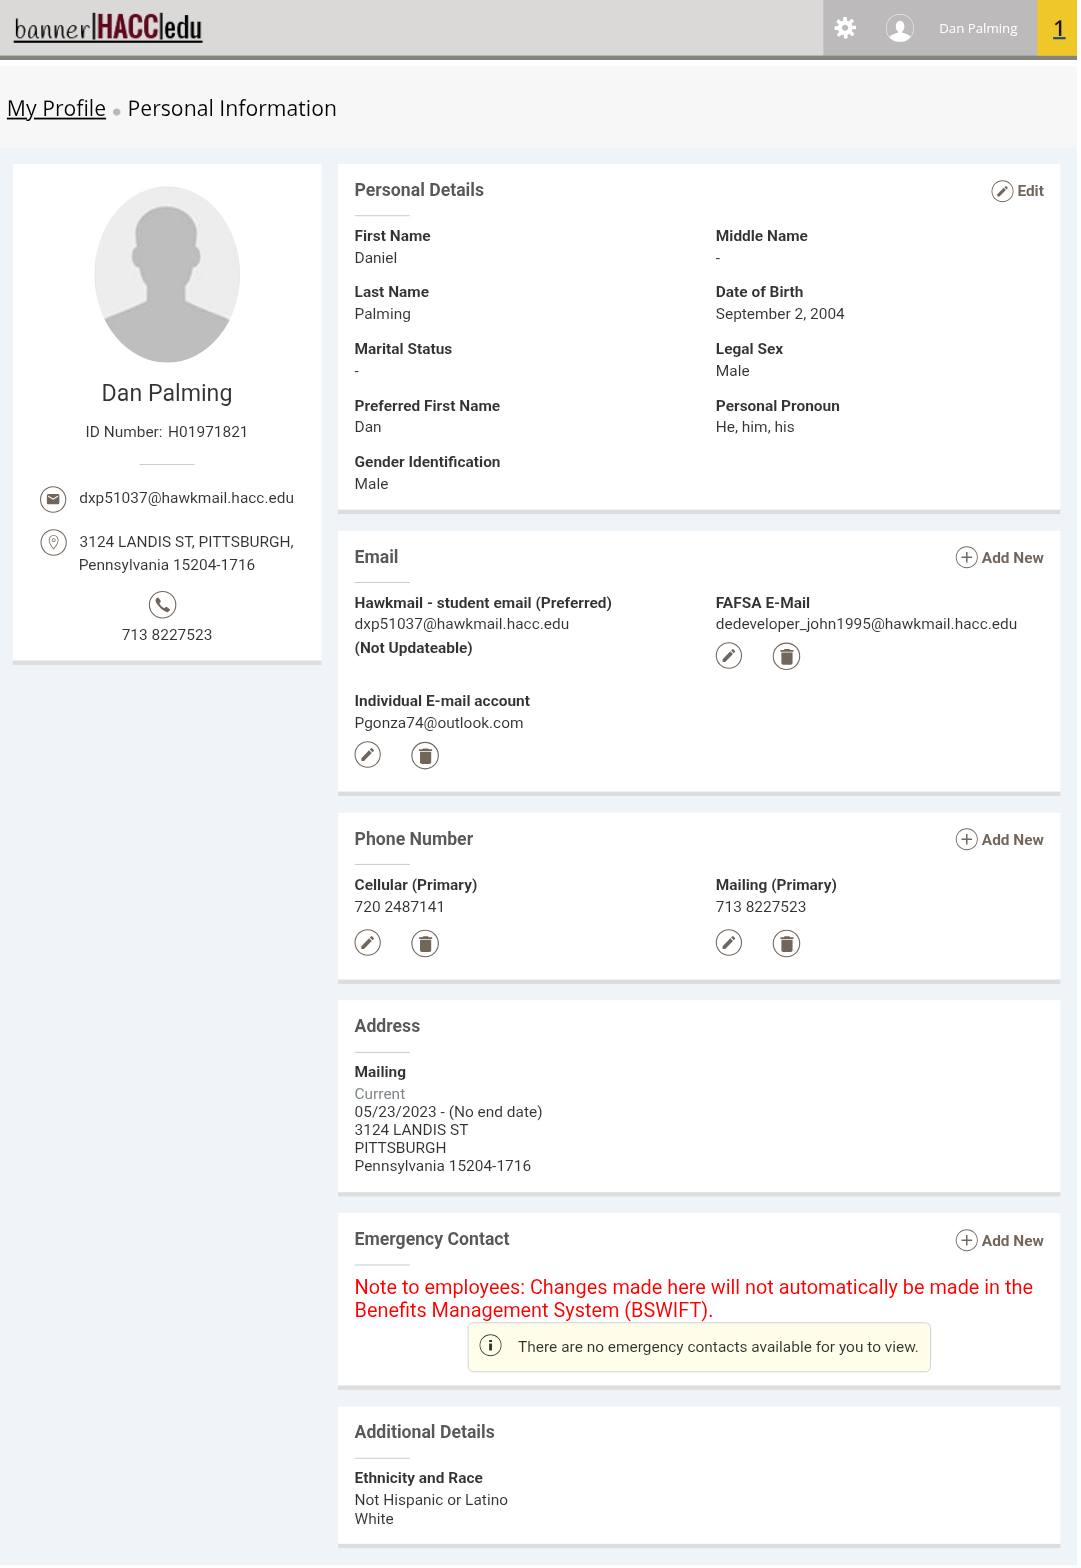 banner|HACC|edu
Dan Palming
1
My Profile • Personal Information
Dan Palming
ID Number: H01971821
dxp51037@hawkmail.hacc.edu
3124 LANDIS ST, PITTSBURGH,
Pennsylvania 15204-1716
713 8227523
Personal Details
Edit
First Name
Daniel
Middle Name
-
Last Name
Palming
Date of Birth
September 2, 2004
Marital Status
-
Legal Sex
Male
Preferred First Name
Dan
Personal Pronoun
He, him, his
Gender Identification
Male
Email
Add New
Hawkmail - student email (Preferred)
dxp51037@hawkmail.hacc.edu
(Not Updateable)
FAFSA E-Mail
dedeveloper_john1995@hawkmail.hacc.edu
Individual E-mail account
Pgonza74@outlook.com
Phone Number
Add New
Cellular (Primary)
720 2487141
Mailing (Primary)
713 8227523
Address
Mailing
Current
05/23/2023 - (No end date)
3124 LANDIS ST
PITTSBURGH
Pennsylvania 15204-1716
Emergency Contact
Add New
Note to employees: Changes made here will not automatically be made in the
Benefits Management System (BSWIFT).
There are no emergency contacts available for you to view.
Additional Details
Ethnicity and Race
Not Hispanic or Latino
White